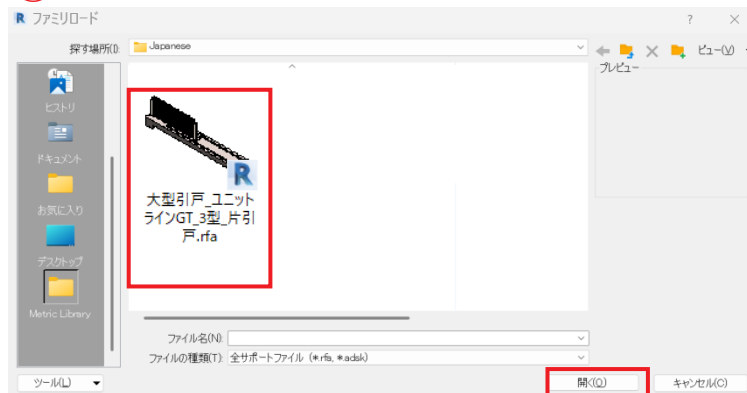 R ファミリロード
? ×
探す場所(I):
Japanese
ビュー(V)
プレビュー
ヒストリ
ドキュメント
お気に入り
デスクトップ
Metric Library
R
大型引戸_ユニット
ラインGT_3型_片引
戸.rfa
ファイル名(N):
ファイルの種類(T):
全サポートファイル (*.rfa, *.adsk)
ツール(L)
開く(O)
キャンセル(C)